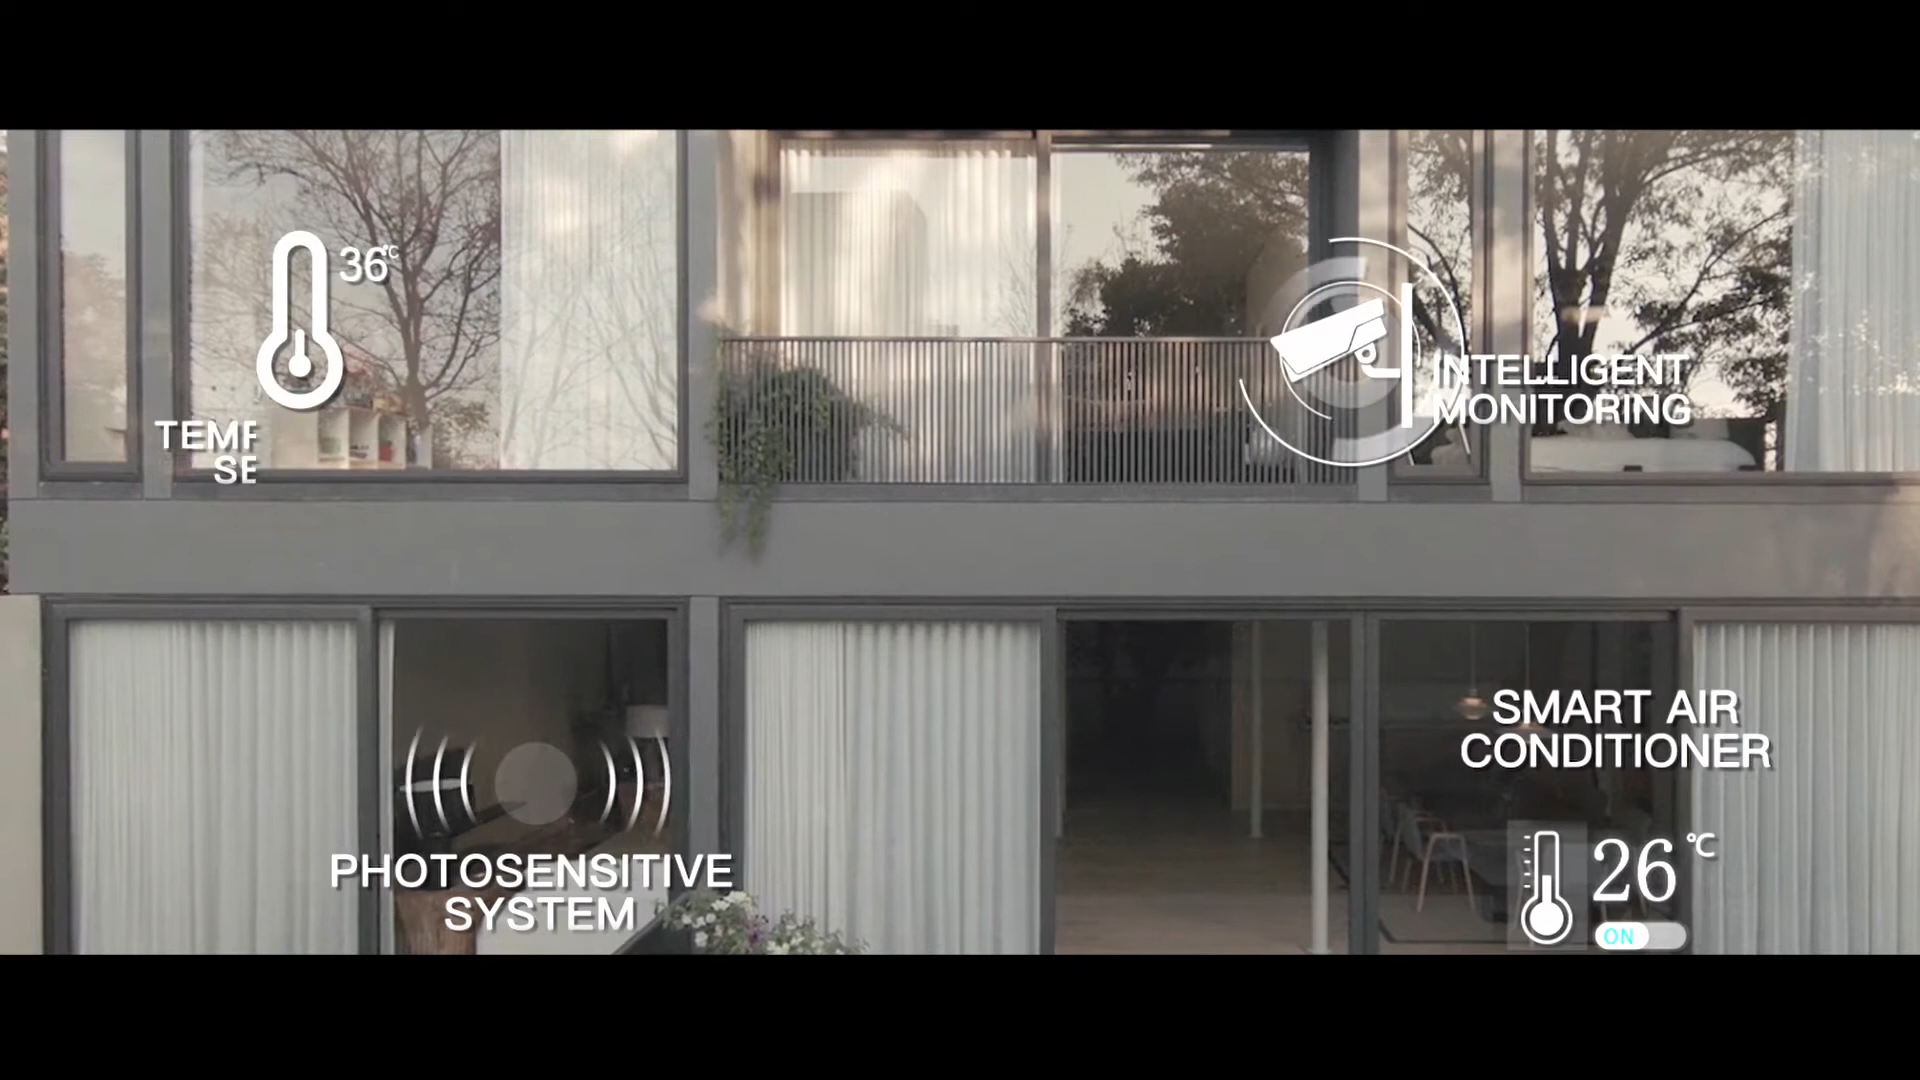 36°C
INTELLIGENT
MONITORING
SMART AIR
CONDITIONER
26 °C
ON
PHOTOSENSITIVE
SYSTEM